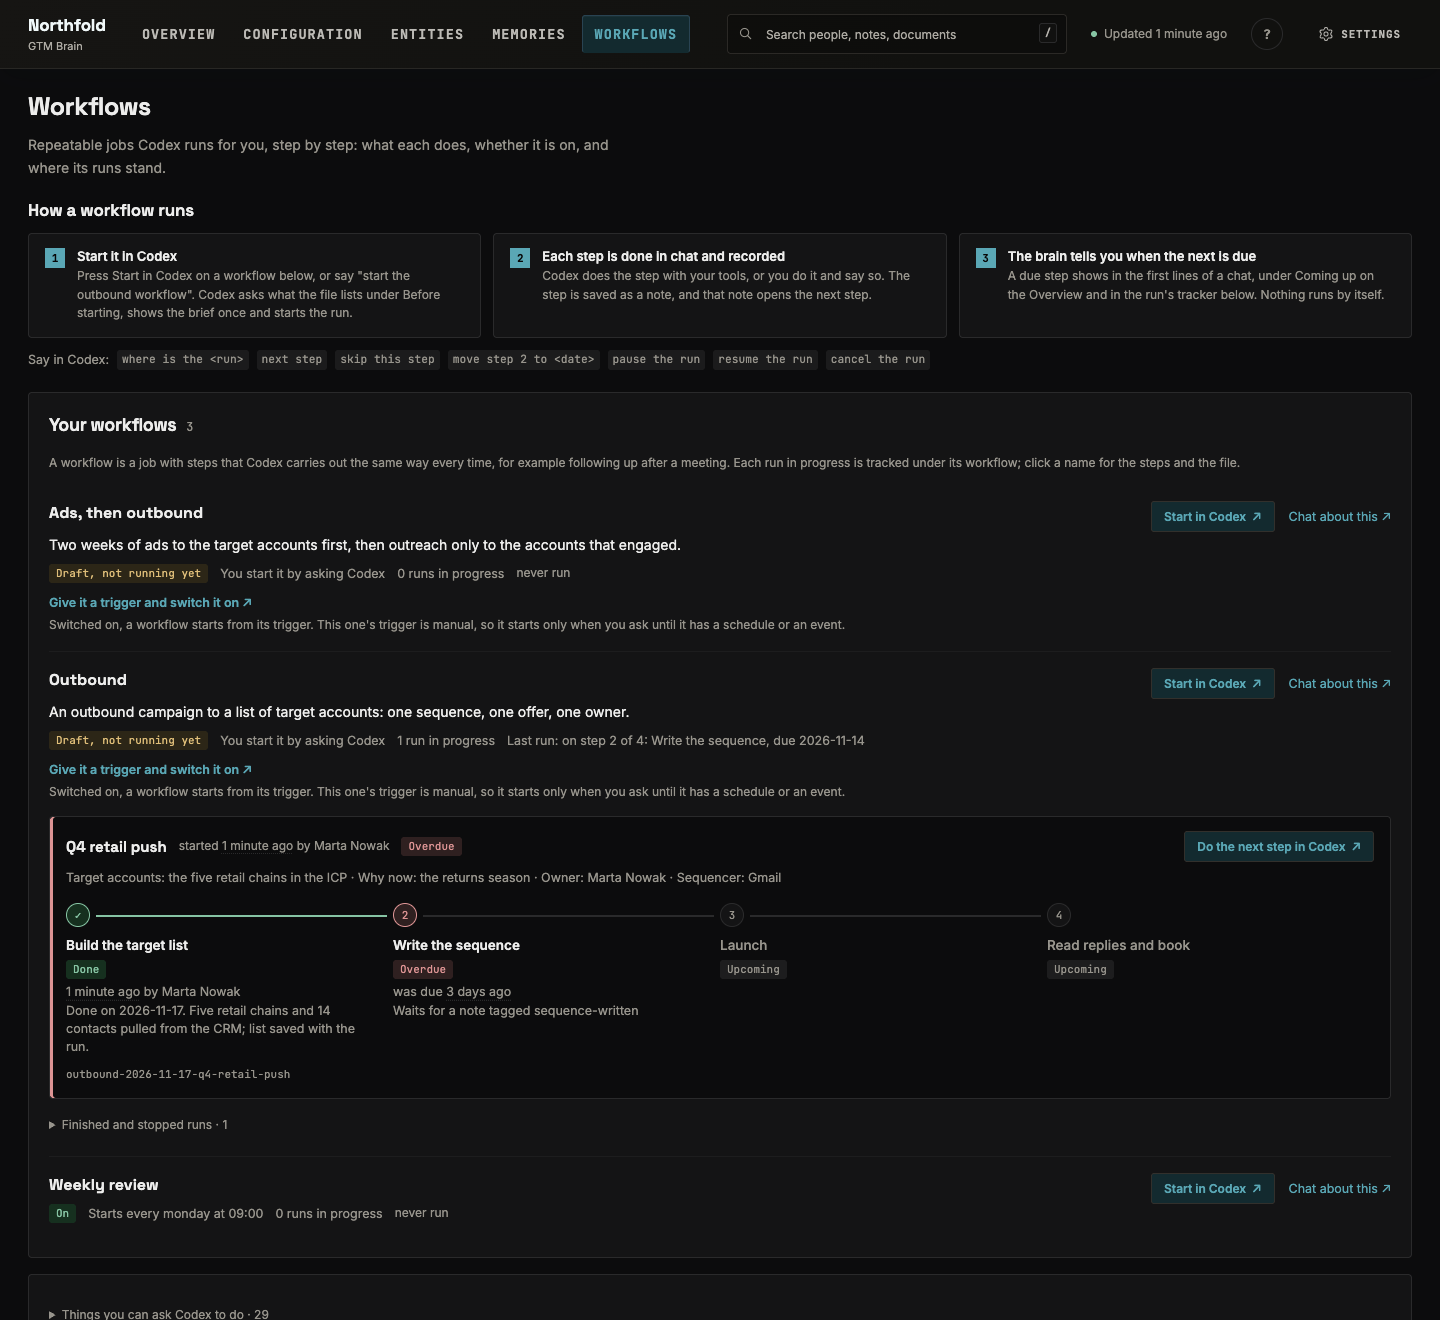 Northfold
GTM Brain
OVERVIEW
CONFIGURATION
ENTITIES
MEMORIES
WORKFLOWS
Search people, notes, documents
/
Updated 1 minute ago
?
SETTINGS
Workflows
Repeatable jobs Codex runs for you, step by step: what each does, whether it is on, and
where its runs stand.
How a workflow runs
1
Start it in Codex
Press Start in Codex on a workflow below, or say "start the
outbound workflow". Codex asks what the file lists under Before
starting, shows the brief once and starts the run.
2
Each step is done in chat and recorded
Codex does the step with your tools, or you do it and say so. The
step is saved as a note, and that note opens the next step.
3
The brain tells you when the next is due
A due step shows in the first lines of a chat, under Coming up on
the Overview and in the run's tracker below. Nothing runs by itself.
Say in Codex: where is the <run> next step skip this step move step 2 to <date> pause the run resume the run cancel the run
Your workflows 3
A workflow is a job with steps that Codex carries out the same way every time, for example following up after a meeting. Each run in progress is tracked under its workflow; click a name for the steps and the file.
Ads, then outbound
Start in Codex ↗
Chat about this ↗
Two weeks of ads to the target accounts first, then outreach only to the accounts that engaged.
Draft, not running yet You start it by asking Codex 0 runs in progress never run
Give it a trigger and switch it on ↗
Switched on, a workflow starts from its trigger. This one's trigger is manual, so it starts only when you ask until it has a schedule or an event.
Outbound
Start in Codex ↗
Chat about this ↗
An outbound campaign to a list of target accounts: one sequence, one offer, one owner.
Draft, not running yet You start it by asking Codex 1 run in progress Last run: on step 2 of 4: Write the sequence, due 2026-11-14
Give it a trigger and switch it on ↗
Switched on, a workflow starts from its trigger. This one's trigger is manual, so it starts only when you ask until it has a schedule or an event.
Q4 retail push started 1 minute ago by Marta Nowak Overdue
Do the next step in Codex ↗
Target accounts: the five retail chains in the ICP · Why now: the returns season · Owner: Marta Nowak · Sequencer: Gmail
✓
Build the target list
Done
1 minute ago by Marta Nowak
Done on 2026-11-17. Five retail chains and 14
contacts pulled from the CRM; list saved with the
run.
2
Write the sequence
Overdue
was due 3 days ago
Waits for a note tagged sequence-written
3
Launch
Upcoming
4
Read replies and book
Upcoming
outbound-2026-11-17-q4-retail-push
Finished and stopped runs · 1
Weekly review
Start in Codex ↗
Chat about this ↗
On Starts every monday at 09:00 0 runs in progress never run
Things you can ask Codex to do · 29